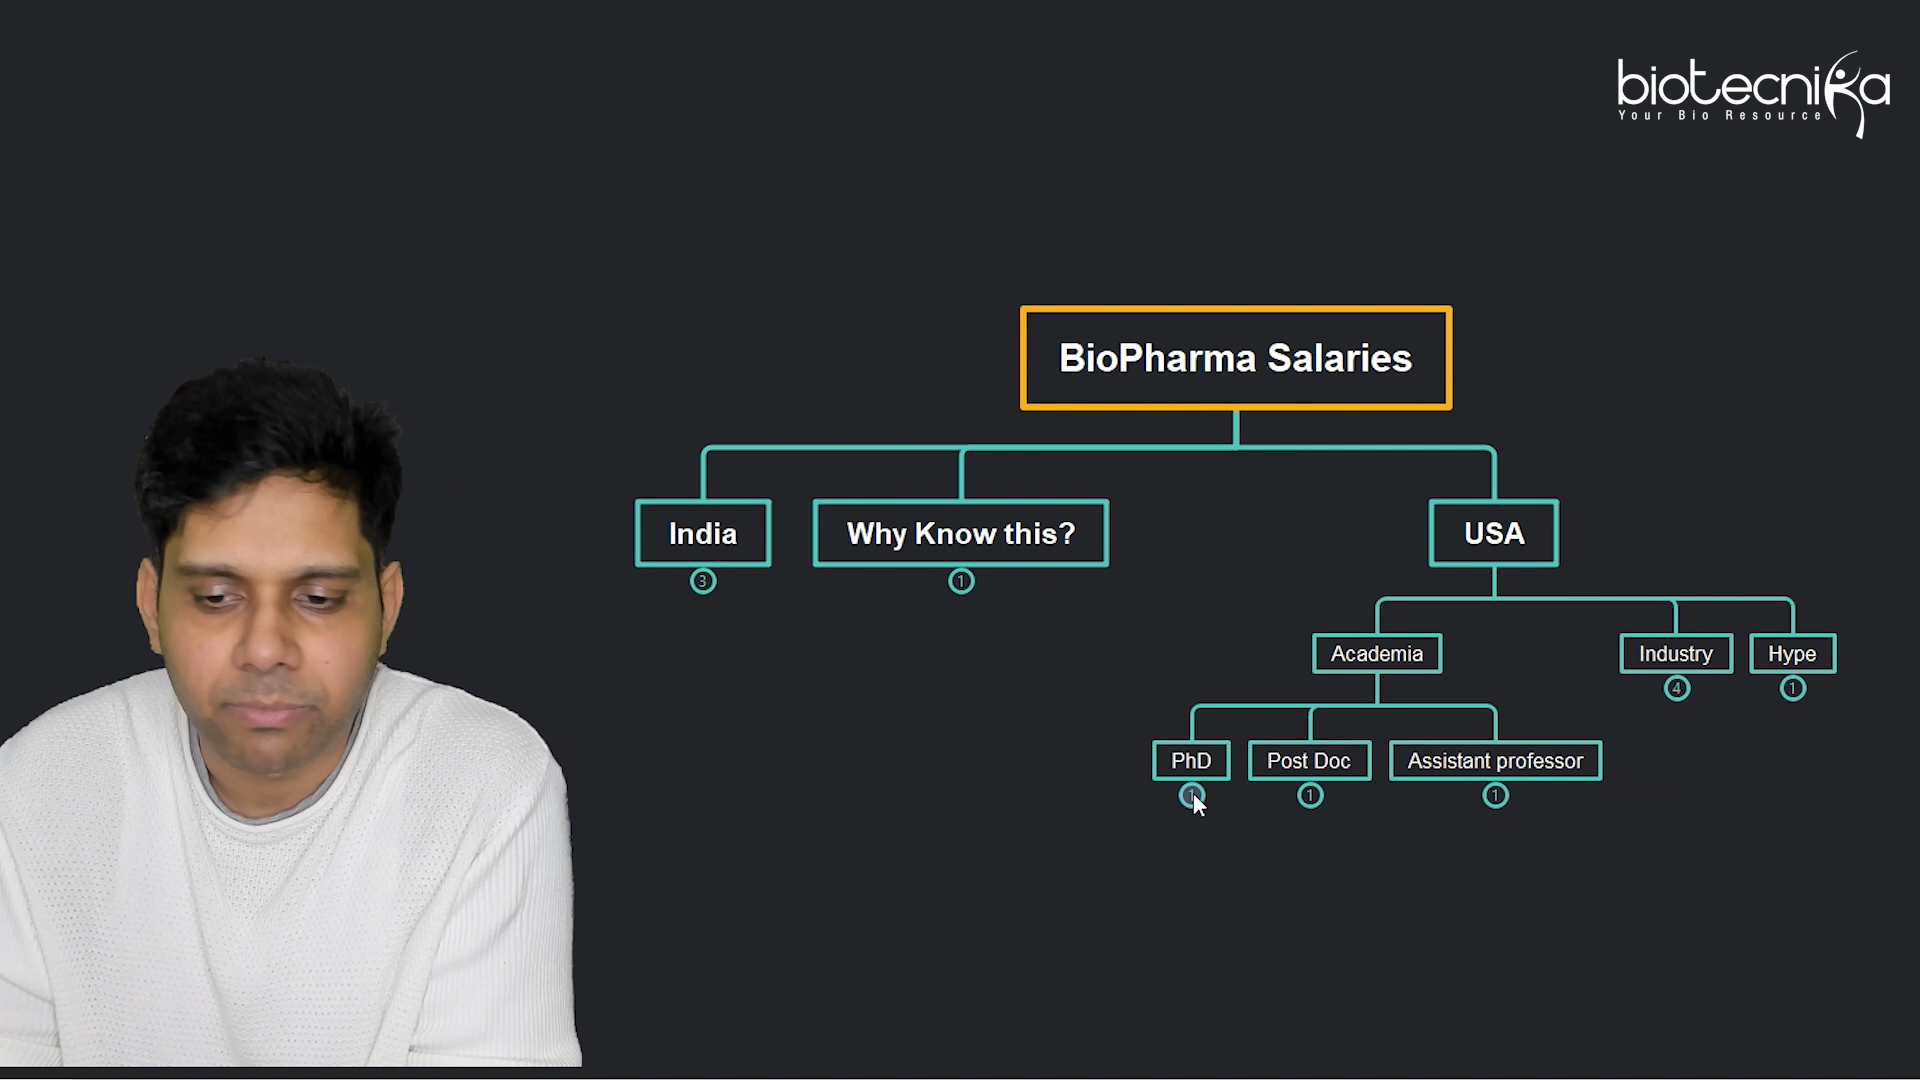 biotecnika
Your Bio Resource
BioPharma Salaries
India
Why Know this?
USA
3
1
Academia
Industry
Hype
4
1
PhD
Post Doc
Assistant professor
1
1
1